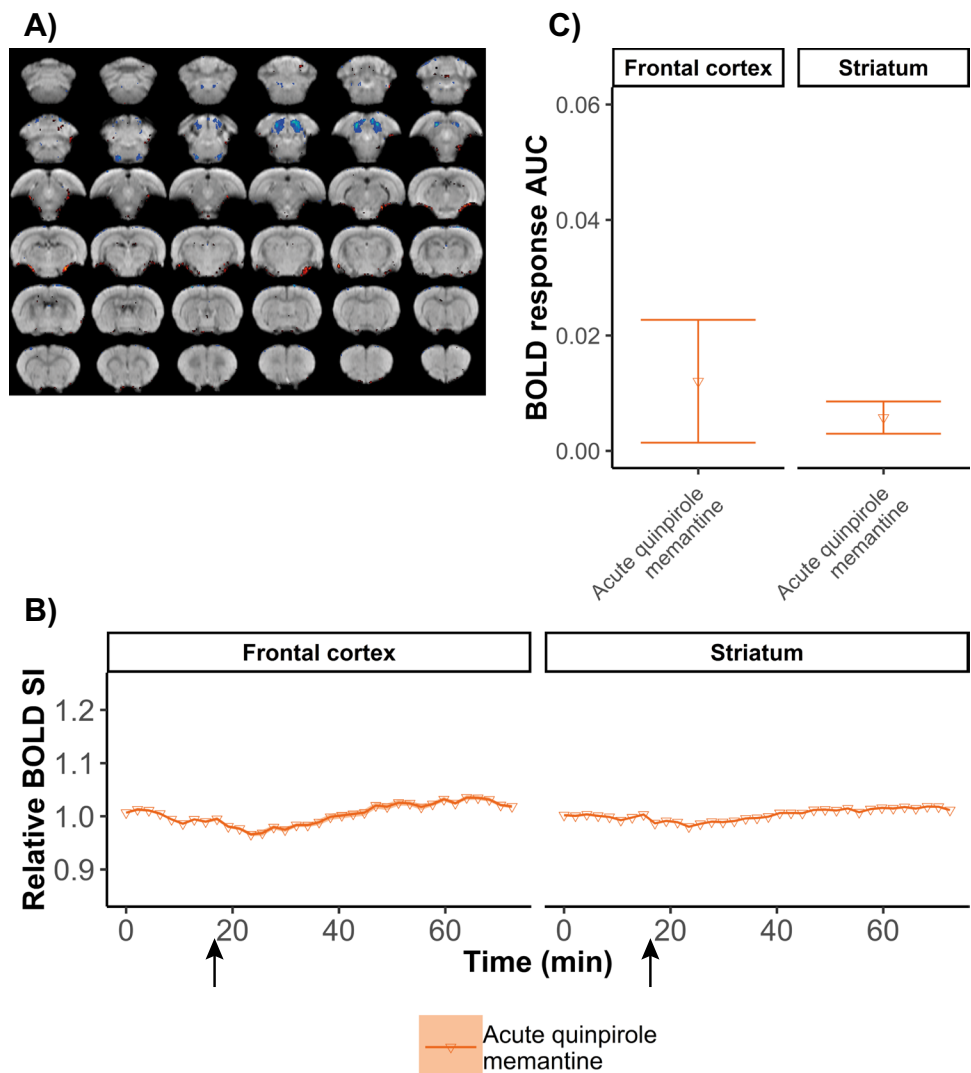 A)
C)
Frontal cortex
Striatum
BOLD response AUC
0.06
0.04
0.02
0.00
Acute quinpirole
memantine
Acute quinpirole
memantine
B)
Frontal cortex
Striatum
Relative BOLD SI
1.2
1.1
1.0
0.9
0 20 40 60
0 20 40 60
Time (min)
Acute quinpirole
memantine